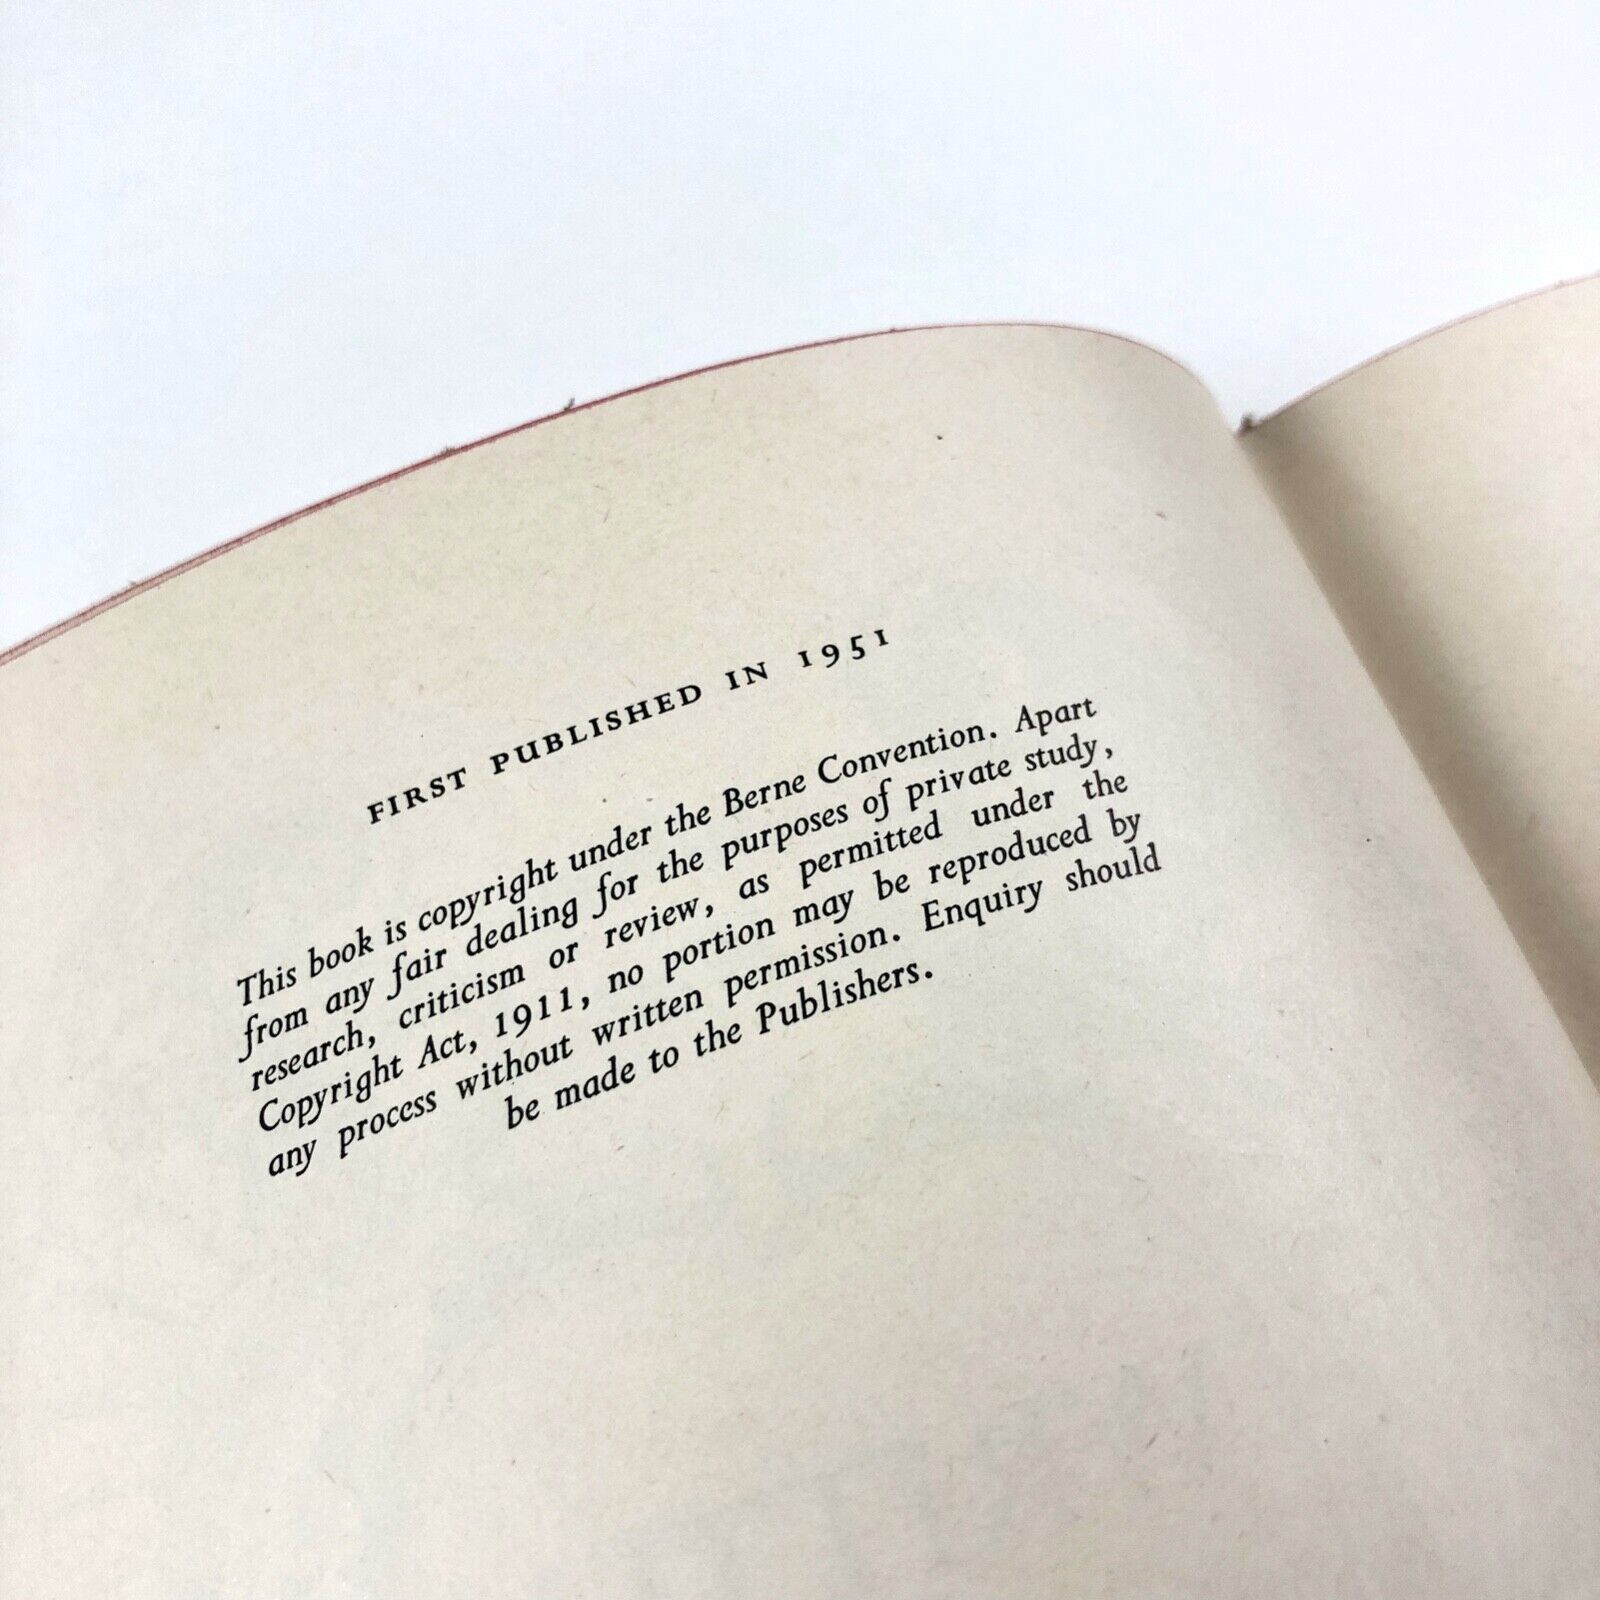 FIRST PUBLISHED IN 1951
This book is copyright under the Berne Convention. Apart
from any fair dealing for the purposes of private study,
research, criticism or review, as permitted under the
Copyright Act, 1911, no portion may be reproduced by
any process without written permission. Enquiry should
be made to the Publishers.